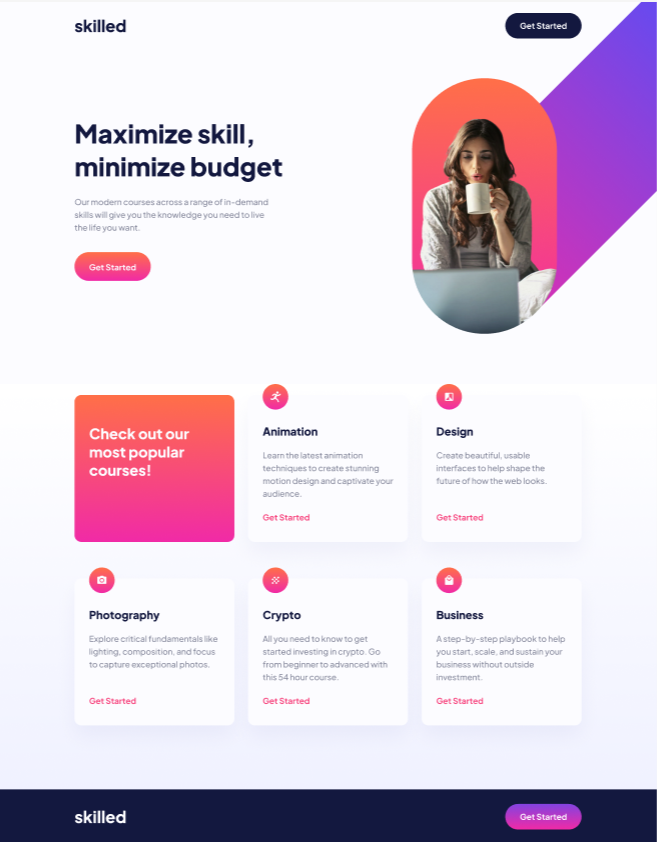 skilled
Get Started
Maximize skill,
minimize budget
Our modern courses across a range of in-demand
skills will give you the knowledge you need to live
the life you want.
Get Started
Check out our
most popular
courses!
Animation
Learn the latest animation
techniques to create stunning
motion design and captivate your
audience.
Get Started
Design
Create beautiful, usable
interfaces to help shape the
future of how the web looks.
Get Started
Photography
Explore critical fundamentals like
lighting, composition, and focus
to capture exceptional photos.
Get Started
Crypto
All you need to know to get
started investing in crypto. Go
from beginner to advanced with
this 54 hour course.
Get Started
Business
A step-by-step playbook to help
you start, scale, and sustain your
business without outside
investment.
Get Started
skilled
Get Started